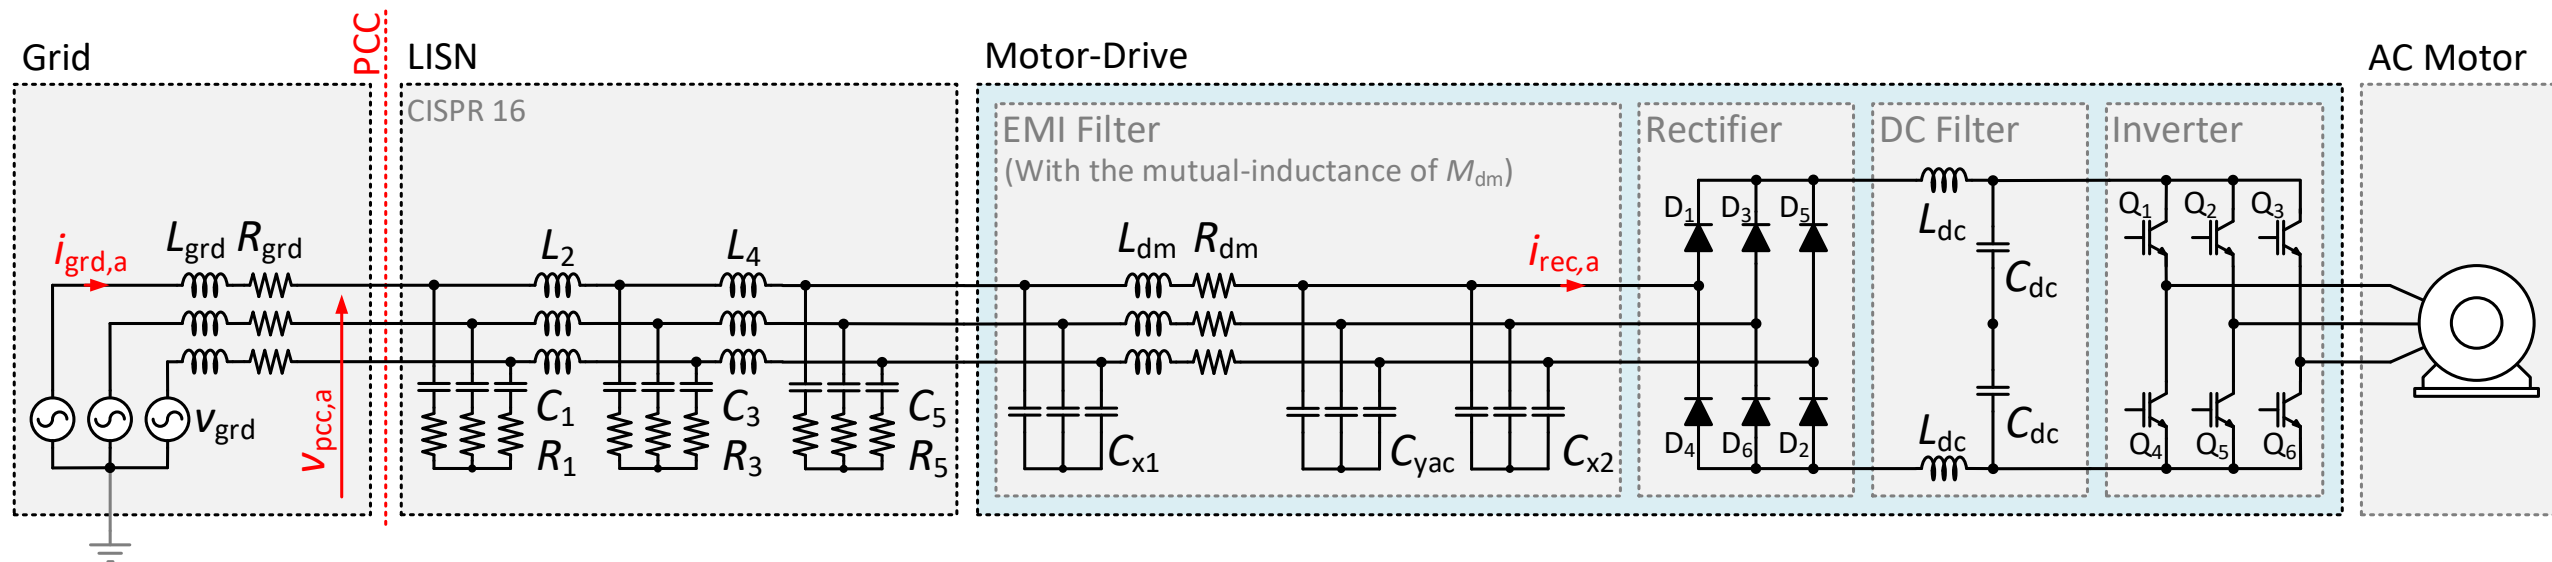 Grid
PCC
LISN
Motor-Drive
AC Motor
CISPR 16
EMI Filter
(With the mutual-inductance of Mdm)
Rectifier
DC Filter
Inverter
igrd,a
Lgrd
Rgrd
vpcc,a
vgrd
L2
L4
C1
R1
C3
R3
C5
R5
Ldm
Rdm
irec,a
Cx1
Cyac
Cx2
D1
D3
D5
D4
D6
D2
Ldc
Cdc
Ldc
Cdc
Q1
Q2
Q3
Q4
Q5
Q6